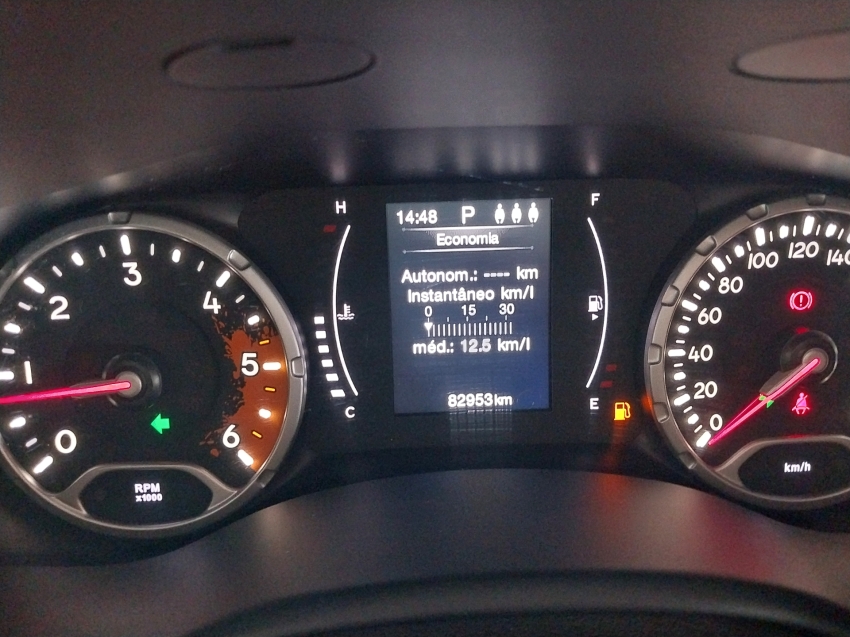 H
F
14:48 P
Economia
Autonom.: ---- km
Instantâneo km/l
0 15 30
méd.: 12.5 km/l
82953km
C
E
0
1
2
3
4
5
6
RPM
x1000
0
20
40
60
80
100
120
140
km/h